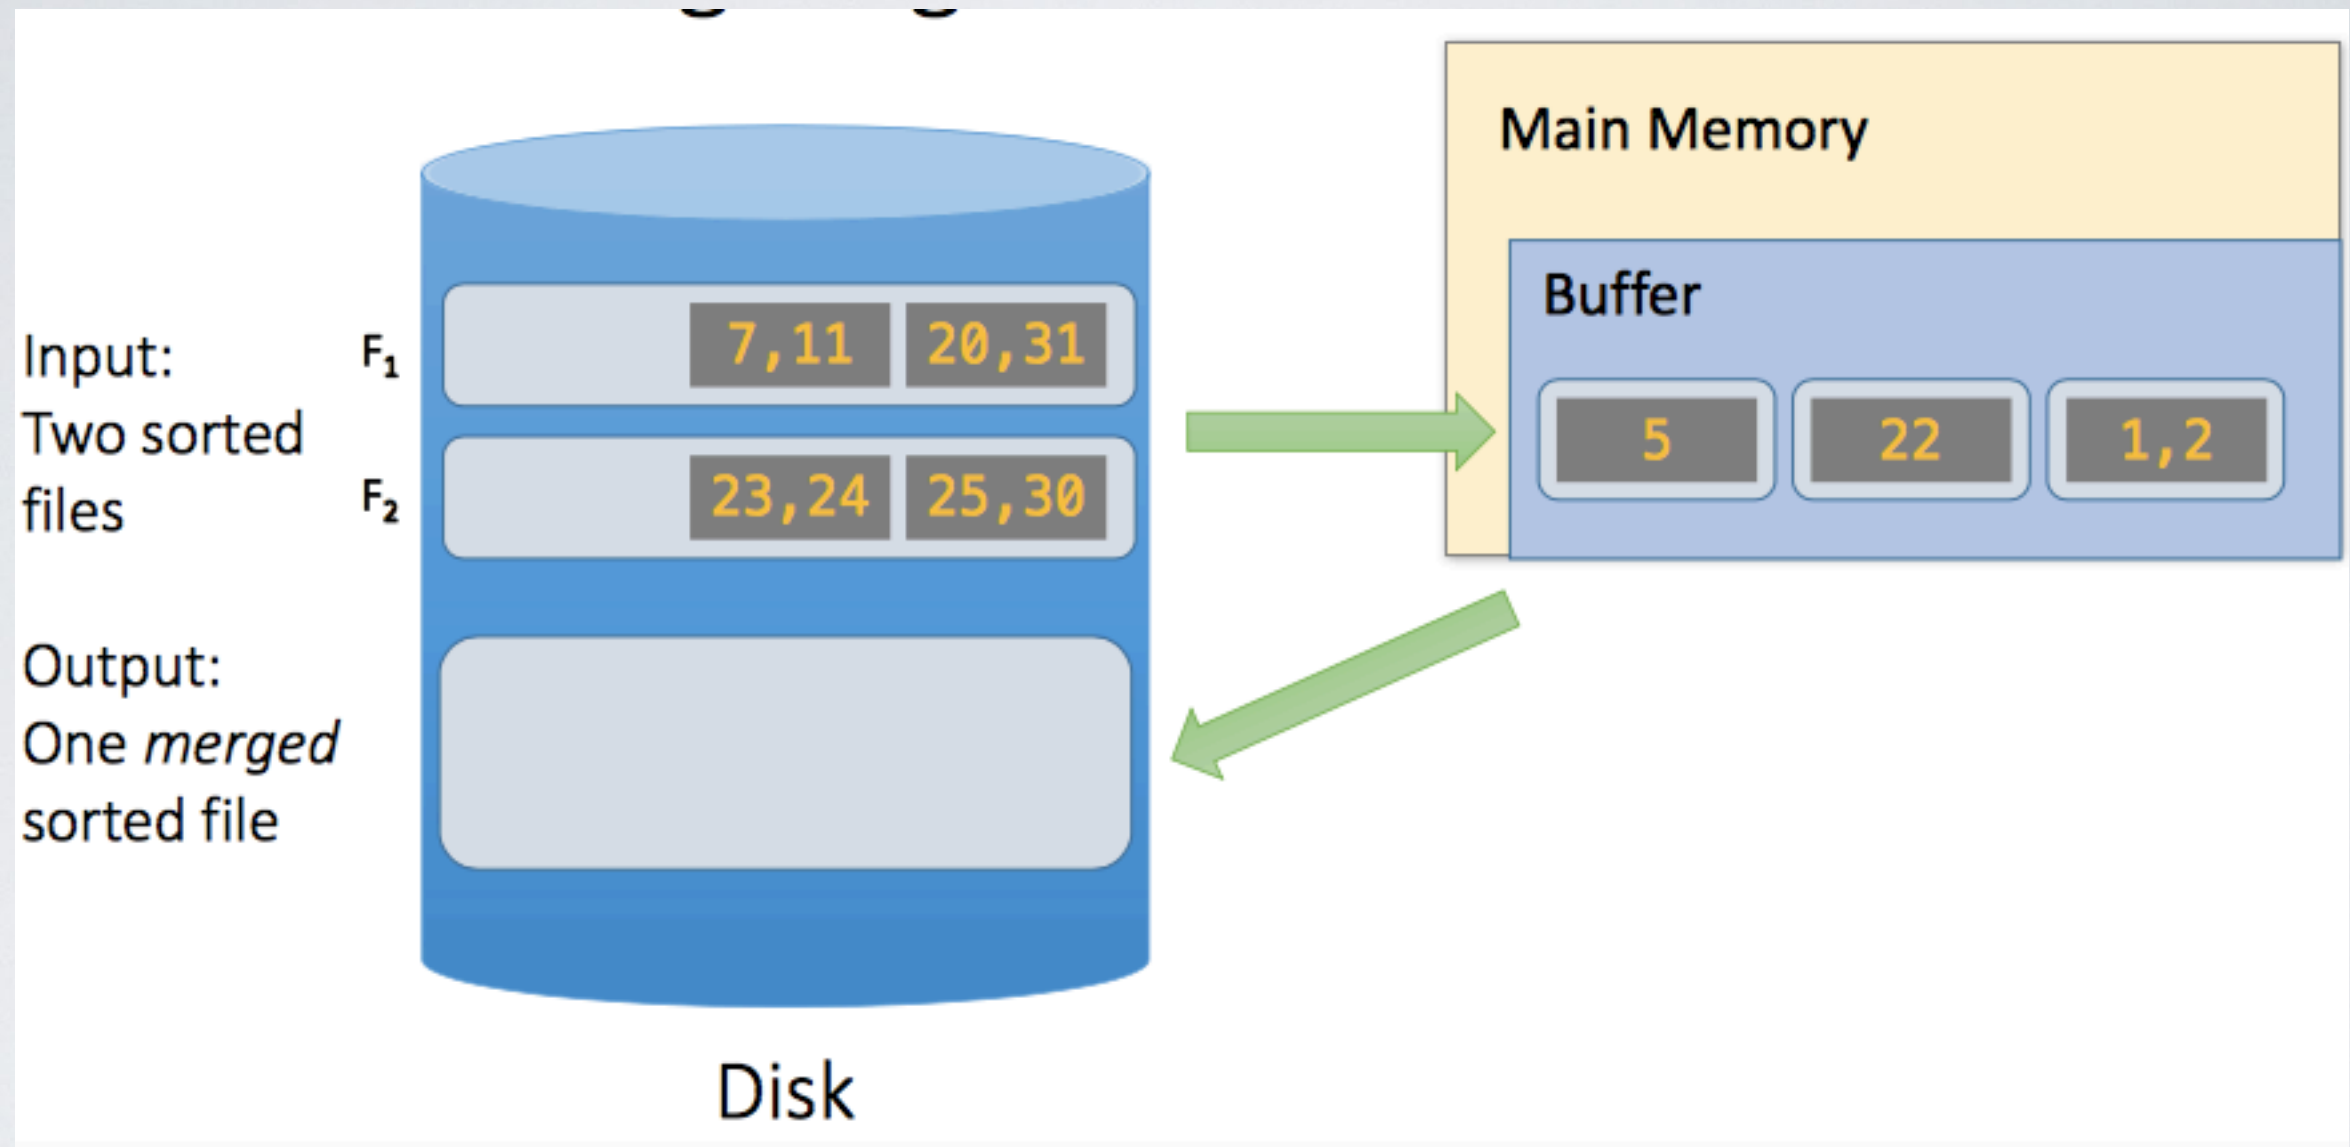 Main Memory
Buffer
5 22 1,2
Input:
Two sorted
files
F₁ 7,11 20,31
F₂ 23,24 25,30
Output:
One merged
sorted file
Disk